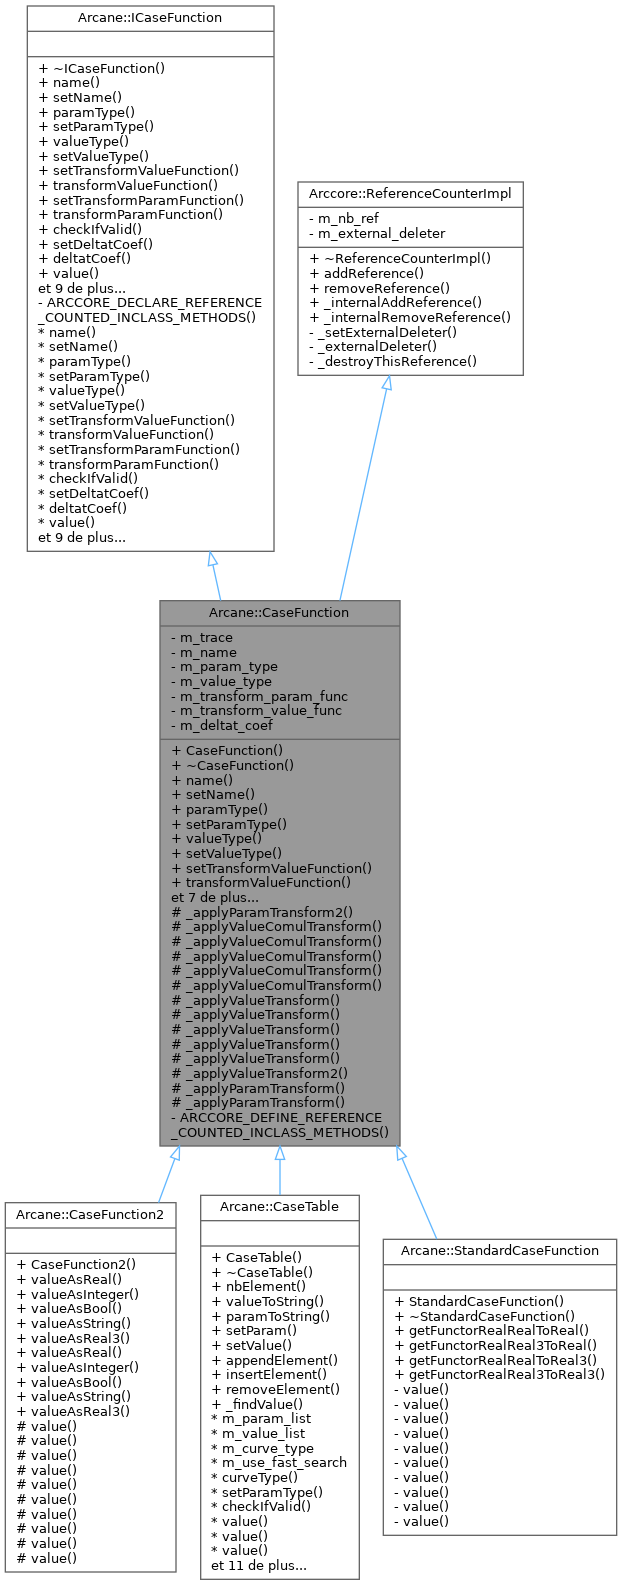 Arcane::ICaseFunction
+ ~ICaseFunction()
+ name()
+ setName()
+ paramType()
+ setParamType()
+ valueType()
+ setValueType()
+ setTransformValueFunction()
+ transformValueFunction()
+ setTransformParamFunction()
+ transformParamFunction()
+ checkIfValid()
+ setDeltatCoef()
+ deltatCoef()
+ value()
et 9 de plus...
- ARCCORE_DECLARE_REFERENCE
_COUNTED_INCLASS_METHODS()
* name()
* setName()
* paramType()
* setParamType()
* valueType()
* setValueType()
* setTransformValueFunction()
* transformValueFunction()
* setTransformParamFunction()
* transformParamFunction()
* checkIfValid()
* setDeltatCoef()
* deltatCoef()
* value()
et 9 de plus...
Arccore::ReferenceCounterImpl
- m_nb_ref
- m_external_deleter
+ ~ReferenceCounterImpl()
+ addReference()
+ removeReference()
+ _internalAddReference()
+ _internalRemoveReference()
- _setExternalDeleter()
- _externalDeleter()
- _destroyThisReference()
Arcane::CaseFunction
- m_trace
- m_name
- m_param_type
- m_value_type
- m_transform_param_func
- m_transform_value_func
- m_deltat_coef
+ CaseFunction()
+ ~CaseFunction()
+ name()
+ setName()
+ paramType()
+ setParamType()
+ valueType()
+ setValueType()
+ setTransformValueFunction()
+ transformValueFunction()
et 7 de plus...
# _applyParamTransform2()
# _applyValueComulTransform()
# _applyValueComulTransform()
# _applyValueComulTransform()
# _applyValueComulTransform()
# _applyValueComulTransform()
# _applyValueTransform()
# _applyValueTransform()
# _applyValueTransform()
# _applyValueTransform()
# _applyValueTransform()
# _applyValueTransform2()
# _applyParamTransform()
# _applyParamTransform()
- ARCCORE_DEFINE_REFERENCE
_COUNTED_INCLASS_METHODS()
Arcane::CaseFunction2
+ CaseFunction2()
+ valueAsReal()
+ valueAsInteger()
+ valueAsBool()
+ valueAsString()
+ valueAsReal3()
+ valueAsReal()
+ valueAsInteger()
+ valueAsBool()
+ valueAsString()
+ valueAsReal3()
# value()
# value()
# value()
# value()
# value()
# value()
# value()
# value()
# value()
# value()
Arcane::CaseTable
+ CaseTable()
+ ~CaseTable()
+ nbElement()
+ valueToString()
+ paramToString()
+ setParam()
+ setValue()
+ appendElement()
+ insertElement()
+ removeElement()
+ _findValue()
* m_param_list
* m_value_list
* m_curve_type
* m_use_fast_search
* curveType()
* setParamType()
* checkIfValid()
* value()
* value()
* value()
et 11 de plus...
Arcane::StandardCaseFunction
+ StandardCaseFunction()
+ ~StandardCaseFunction()
+ getFunctorRealRealToReal()
+ getFunctorRealReal3ToReal()
+ getFunctorRealRealToReal3()
+ getFunctorRealReal3ToReal3()
- value()
- value()
- value()
- value()
- value()
- value()
- value()
- value()
- value()
- value()